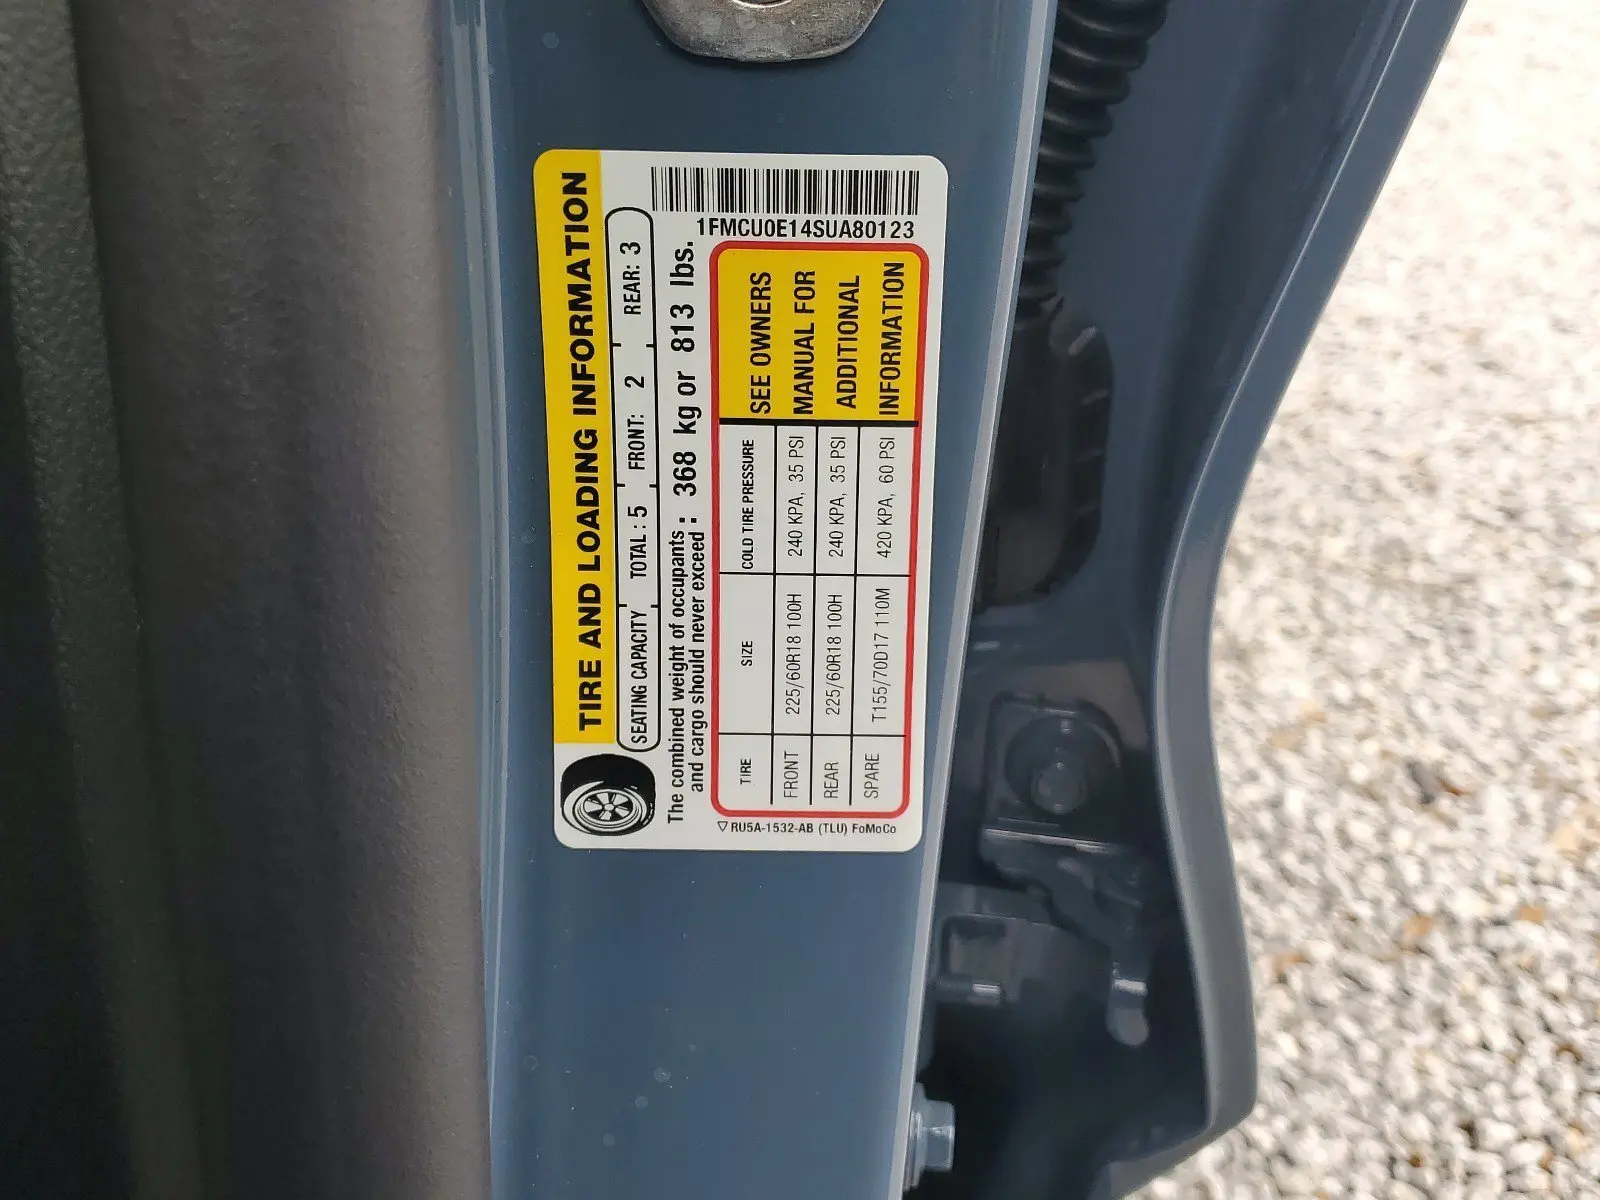 TIRE AND LOADING INFORMATION
SEATING CAPACITY TOTAL : 5 FRONT: 2 REAR: 3
The combined weight of occupants
and cargo should never exceed : 368 kg or 813 lbs.
1FMCU0E14SUA80123
TIRE SIZE COLD TIRE PRESSURE
FRONT 225/60R18 100H 240 KPA, 35 PSI
REAR 225/60R18 100H 240 KPA, 35 PSI
SPARE T155/70D17 110M 420 KPA, 60 PSI
SEE OWNERS
MANUAL FOR
ADDITIONAL
INFORMATION
RU5A-1532-AB (TLU) FoMoCo